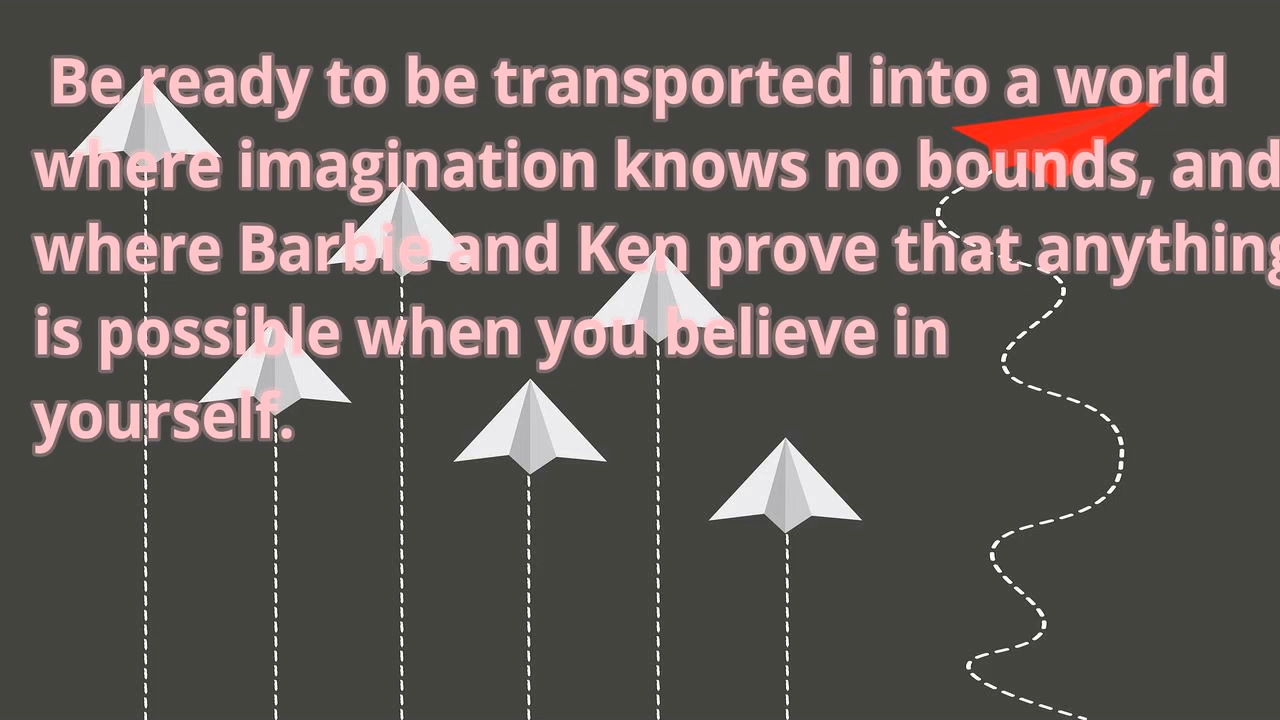 Be ready to be transported into a world
where imagination knows no bounds, and
where Barbie and Ken prove that anything
is possible when you believe in
yourself.